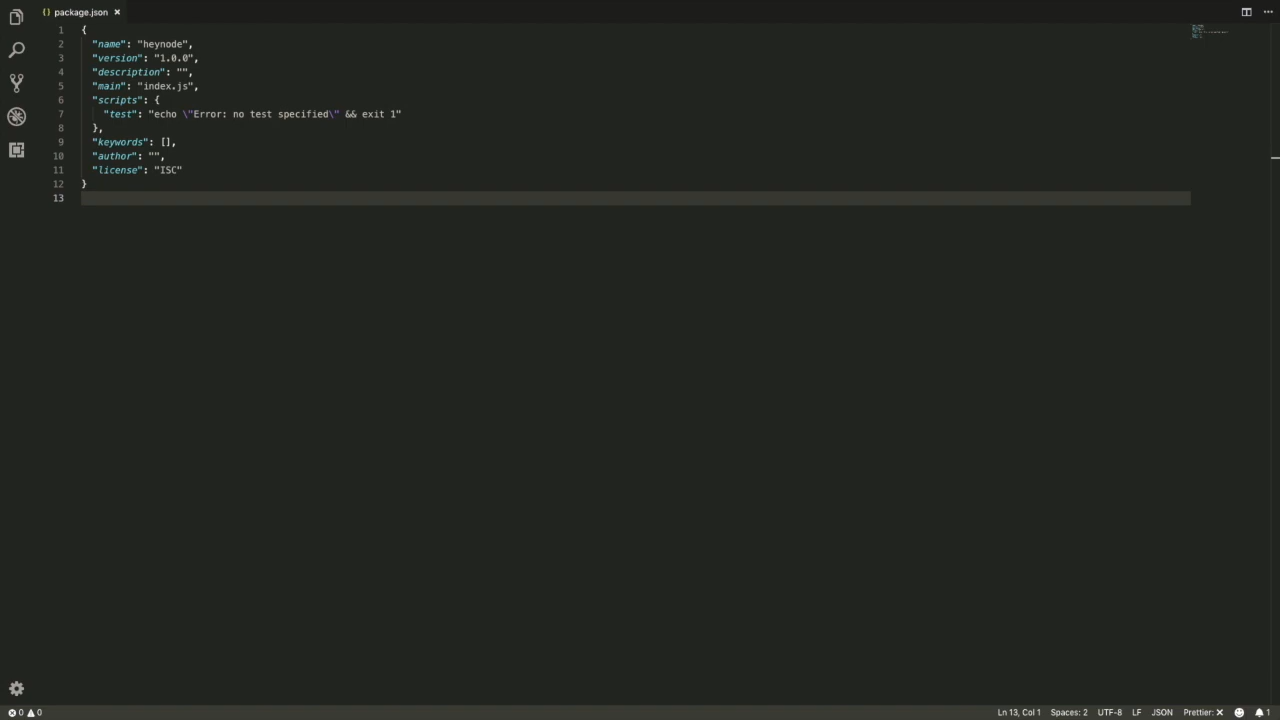 package.json
1 {
2 "name": "heynode",
3 "version": "1.0.0",
4 "description": "",
5 "main": "index.js",
6 "scripts": {
7 "test": "echo \"Error: no test specified\" && exit 1"
8 },
9 "keywords": [],
10 "author": "",
11 "license": "ISC"
12 }
13
0 0 Ln 13, Col 1 Spaces: 2 UTF-8 LF JSON Prettier: × 1